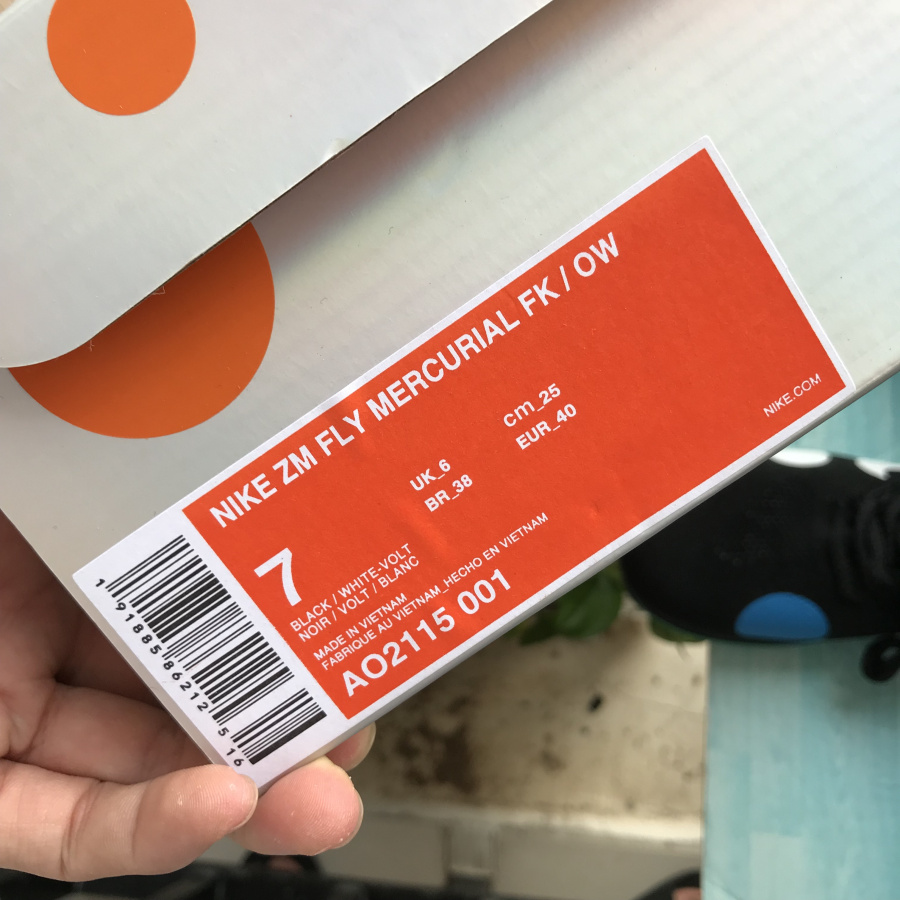 NIKE ZM FLY MERCURIAL FK / OW
UK_6
cm_25
BR_38
EUR_40
7
BLACK / WHITE-VOLT
NOIR / VOLT / BLANC
MADE IN VIETNAM
FABRIQUE AU VIETNAM_HECHO EN VIETNAM
AO2115 001
NIKE.COM
1 91885 86212 5 16